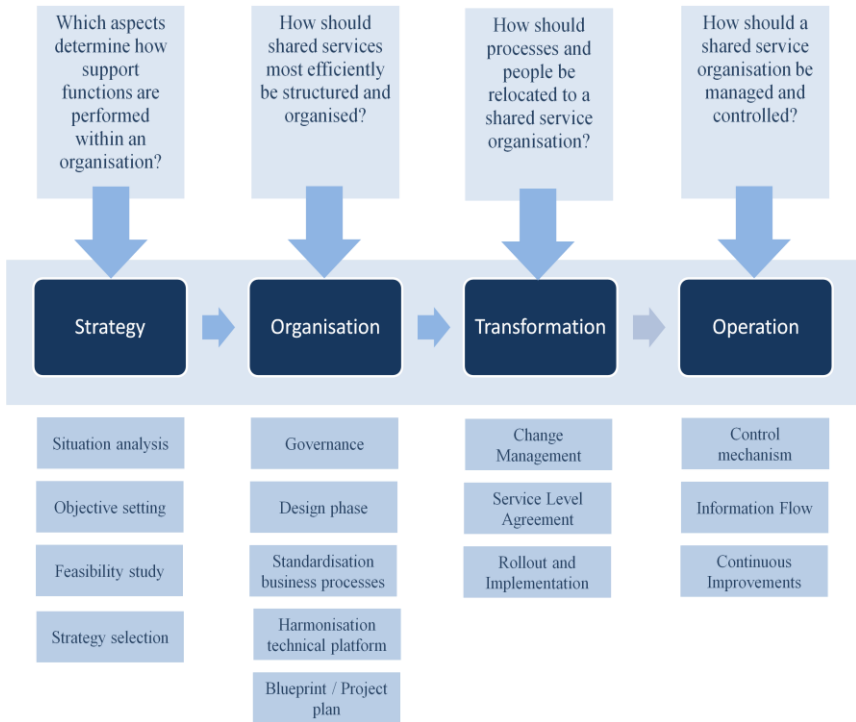 Which aspects
determine how
support
functions are
performed
within an
organisation?
How should
shared services
most efficiently
be structured and
organised?
How should
processes and
people be
relocated to a
shared service
organisation?
How should a
shared service
organisation be
managed and
controlled?
Strategy
Organisation
Transformation
Operation
Situation analysis
Objective setting
Feasibility study
Strategy selection
Governance
Design phase
Standardisation
business processes
Harmonisation
technical platform
Blueprint / Project
plan
Change
Management
Service Level
Agreement
Rollout and
Implementation
Control
mechanism
Information Flow
Continuous
Improvements